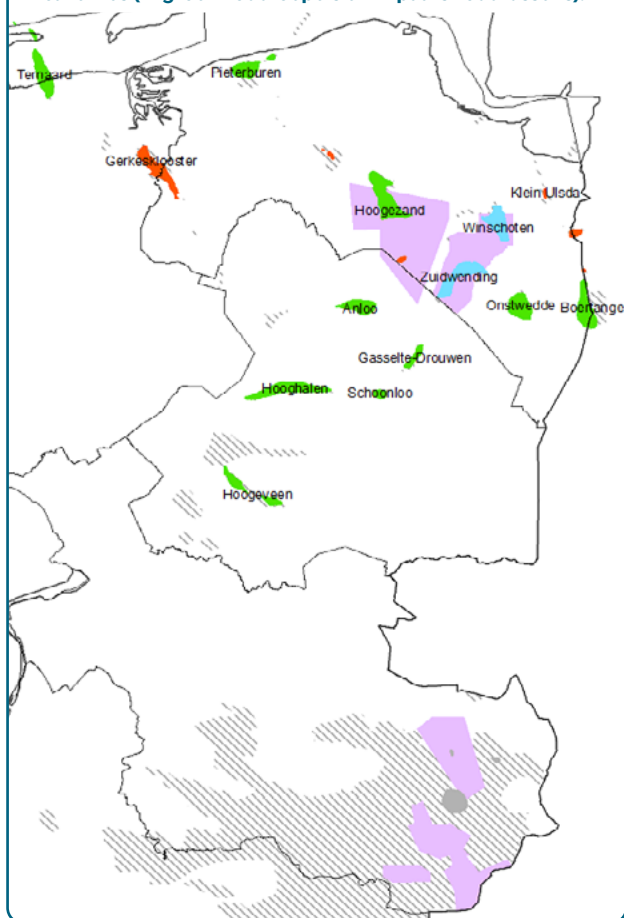 Ternaard
Pieterburen
Gerkesklooster
Klein Ulsda
Hoogezand
Winschoten
Zuidwending
Anloo
Onstwedde
Boertange
Gasselte-Drouwen
Hooghalen
Schoonloo
Hoogeveen